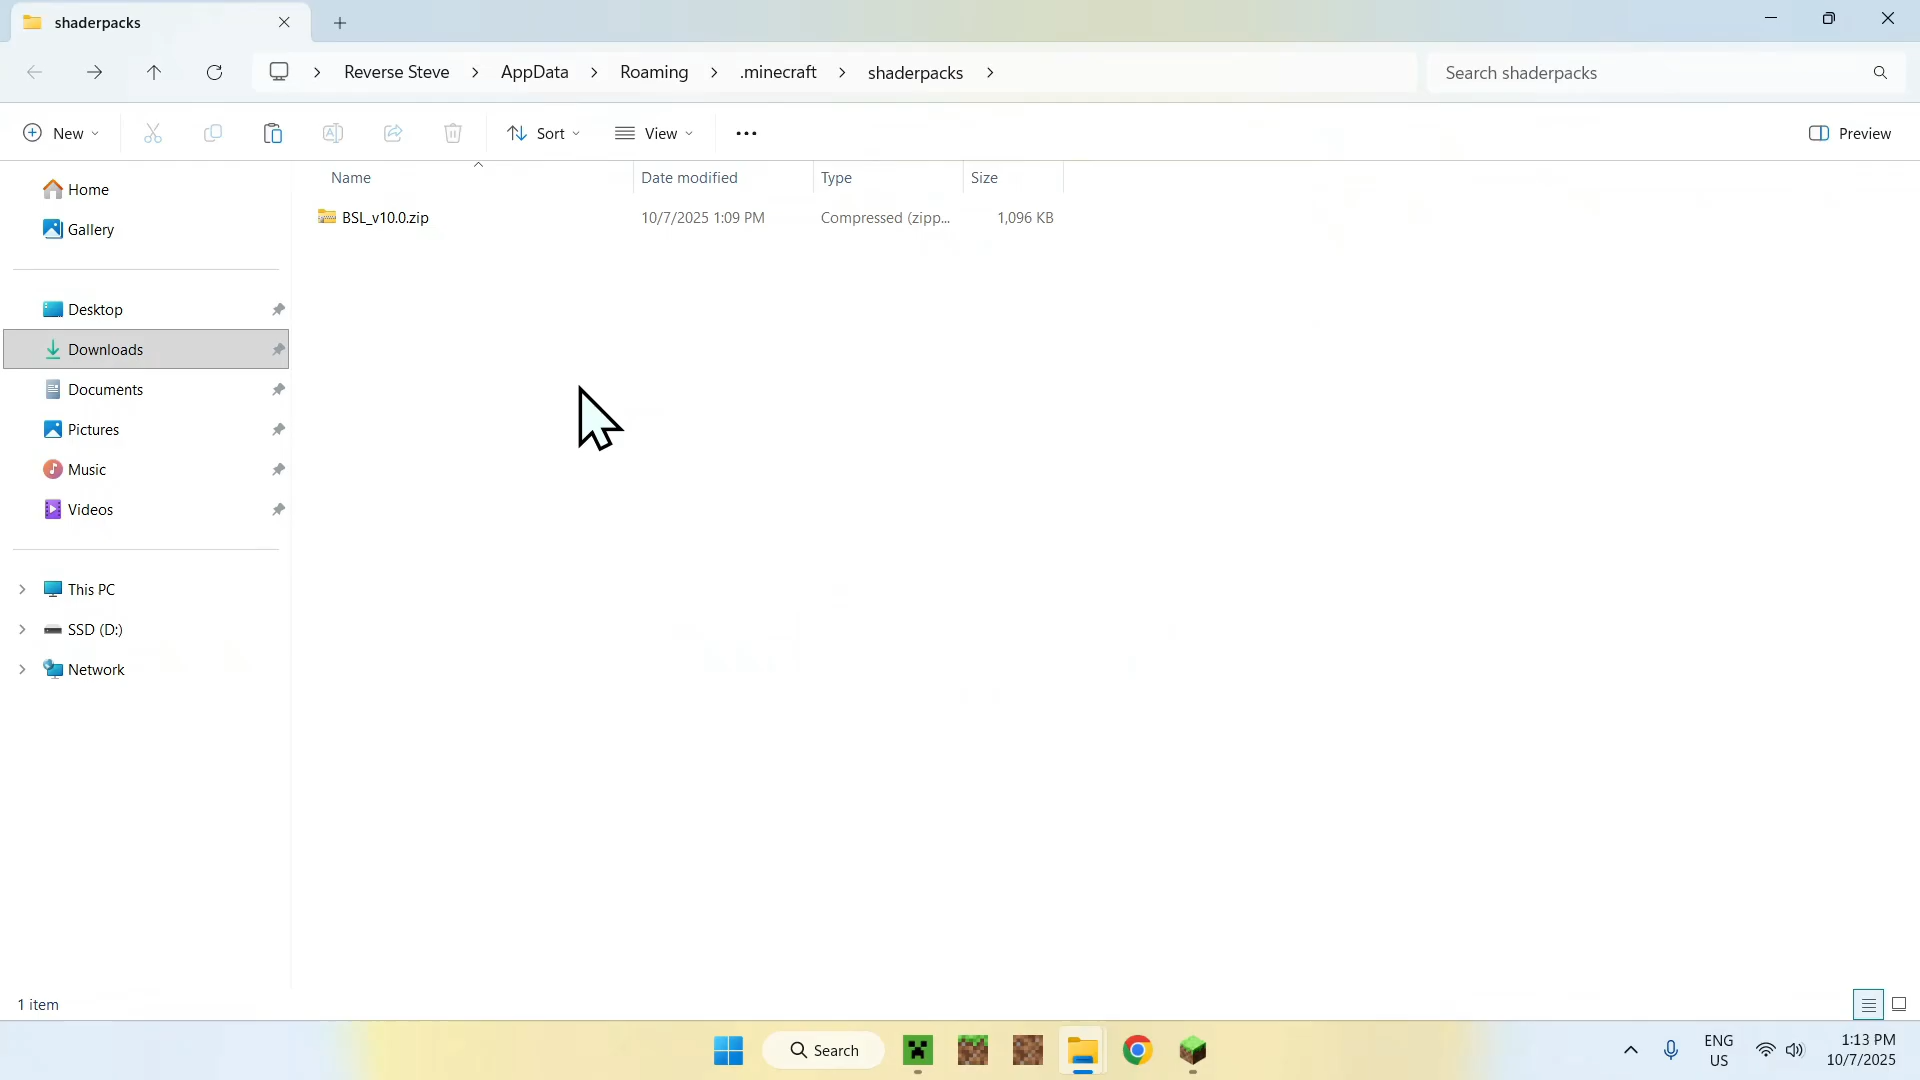 shaderpacks
Reverse Steve
AppData
Roaming
.minecraft
shaderpacks
Search shaderpacks
New
Sort
View
Preview
Name
Date modified
Type
Size
BSL_v10.0.zip
10/7/2025 1:09 PM
Compressed (zipp...
1,096 KB
Home
Gallery
Desktop
Downloads
Documents
Pictures
Music
Videos
This PC
SSD (D:)
Network
1 item
Search
ENG
US
1:13 PM
10/7/2025